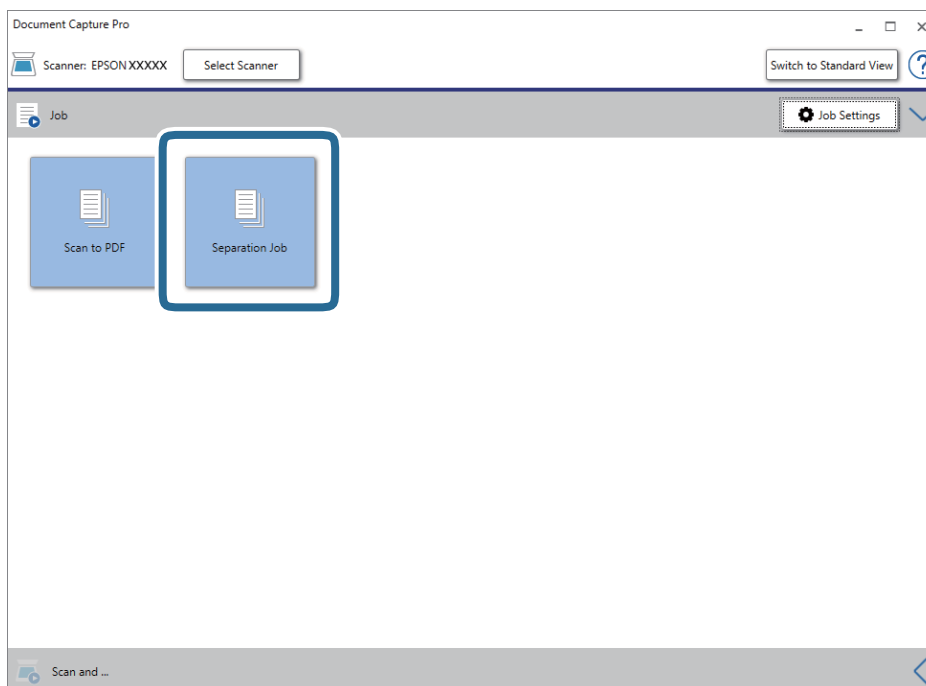 Document Capture Pro
Scanner: EPSON XXXXX
Select Scanner
Switch to Standard View
?
Job
Job Settings
Scan to PDF
Separation Job
Scan and ...